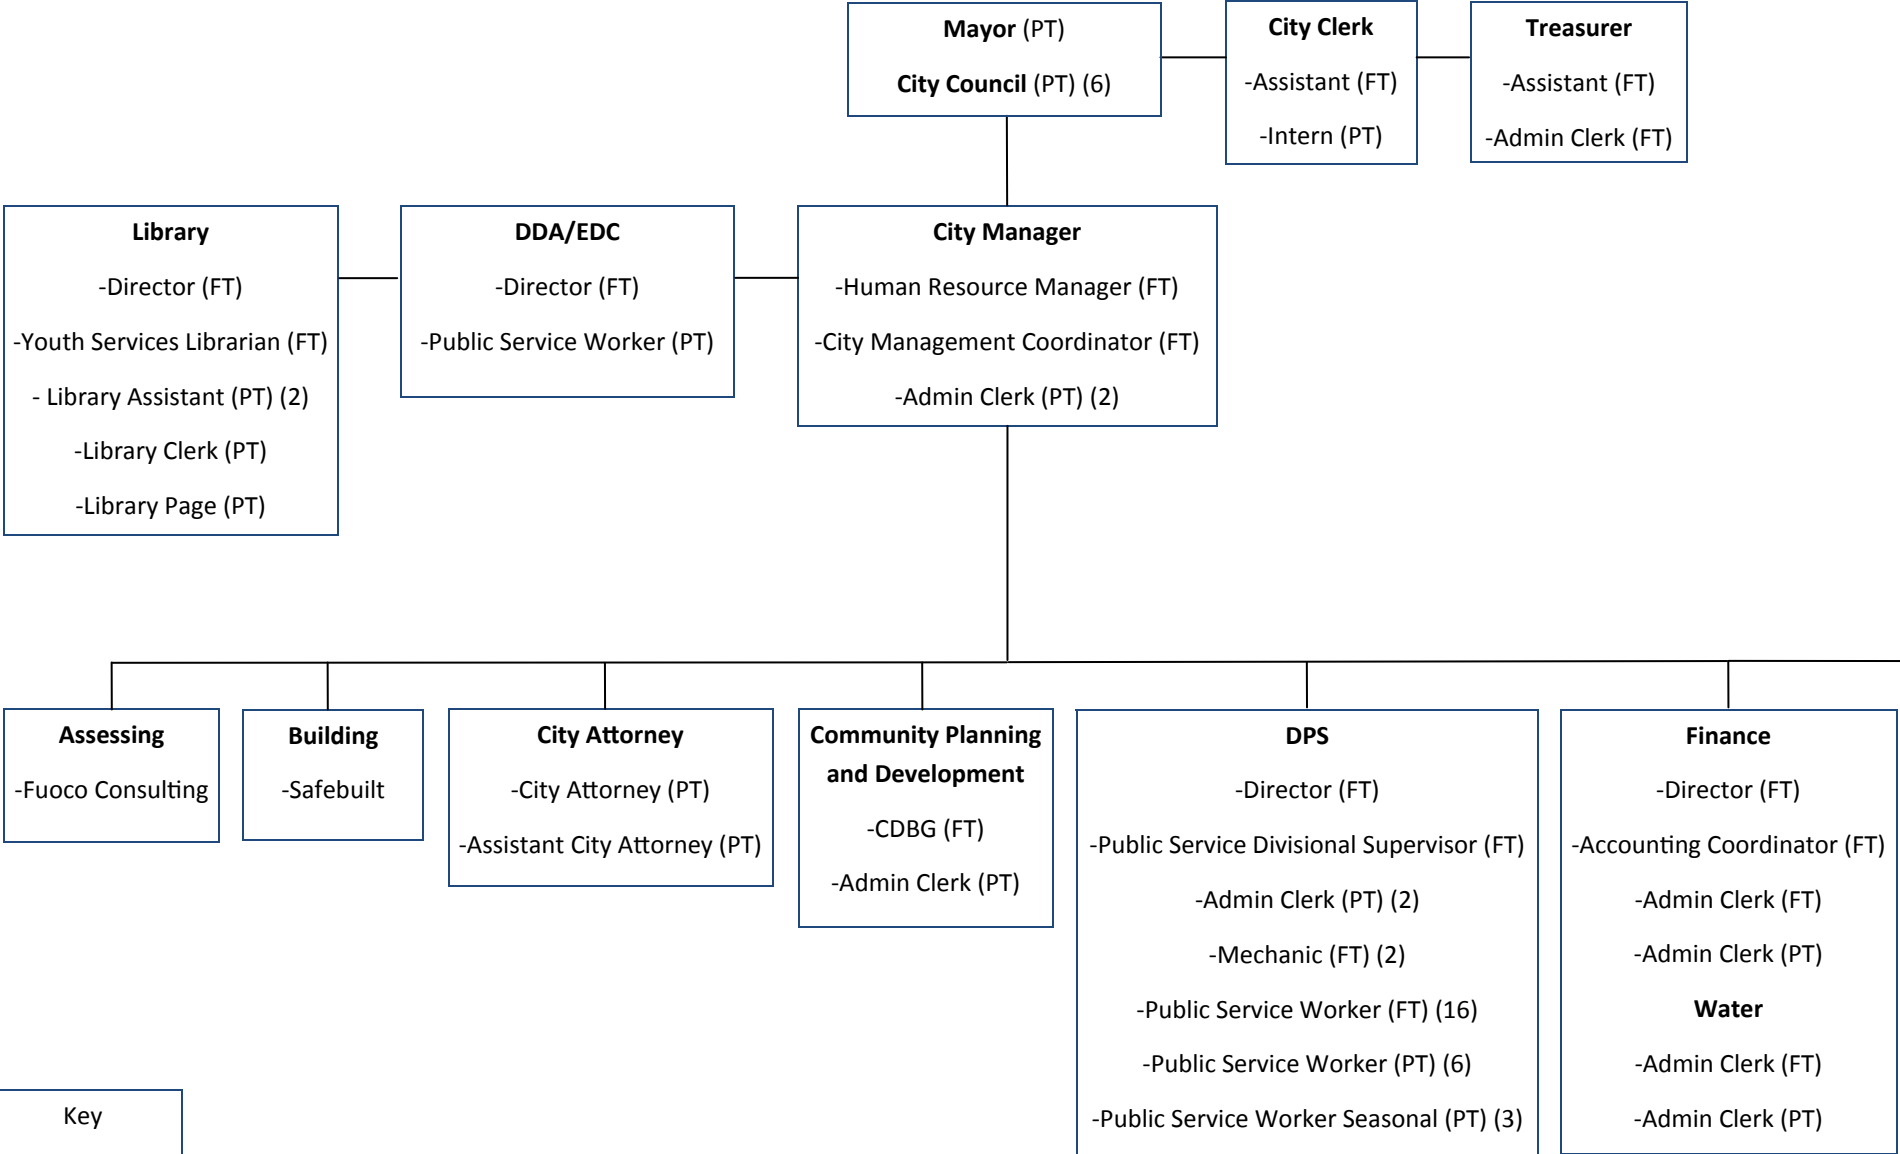 Mayor (PT)
City Council (PT) (6)
City Clerk
-Assistant (FT)
-Intern (PT)
Treasurer
-Assistant (FT)
-Admin Clerk (FT)
Library
-Director (FT)
-Youth Services Librarian (FT)
- Library Assistant (PT) (2)
-Library Clerk (PT)
-Library Page (PT)
DDA/EDC
-Director (FT)
-Public Service Worker (PT)
City Manager
-Human Resource Manager (FT)
-City Management Coordinator (FT)
-Admin Clerk (PT) (2)
Assessing
-Fuoco Consulting
Building
-Safebuilt
City Attorney
-City Attorney (PT)
-Assistant City Attorney (PT)
Community Planning
and Development
-CDBG (FT)
-Admin Clerk (PT)
DPS
-Director (FT)
-Public Service Divisional Supervisor (FT)
-Admin Clerk (PT) (2)
-Mechanic (FT) (2)
-Public Service Worker (FT) (16)
-Public Service Worker (PT) (6)
-Public Service Worker Seasonal (PT) (3)
Finance
-Director (FT)
-Accounting Coordinator (FT)
-Admin Clerk (FT)
-Admin Clerk (PT)
Water
-Admin Clerk (FT)
-Admin Clerk (PT)
Key